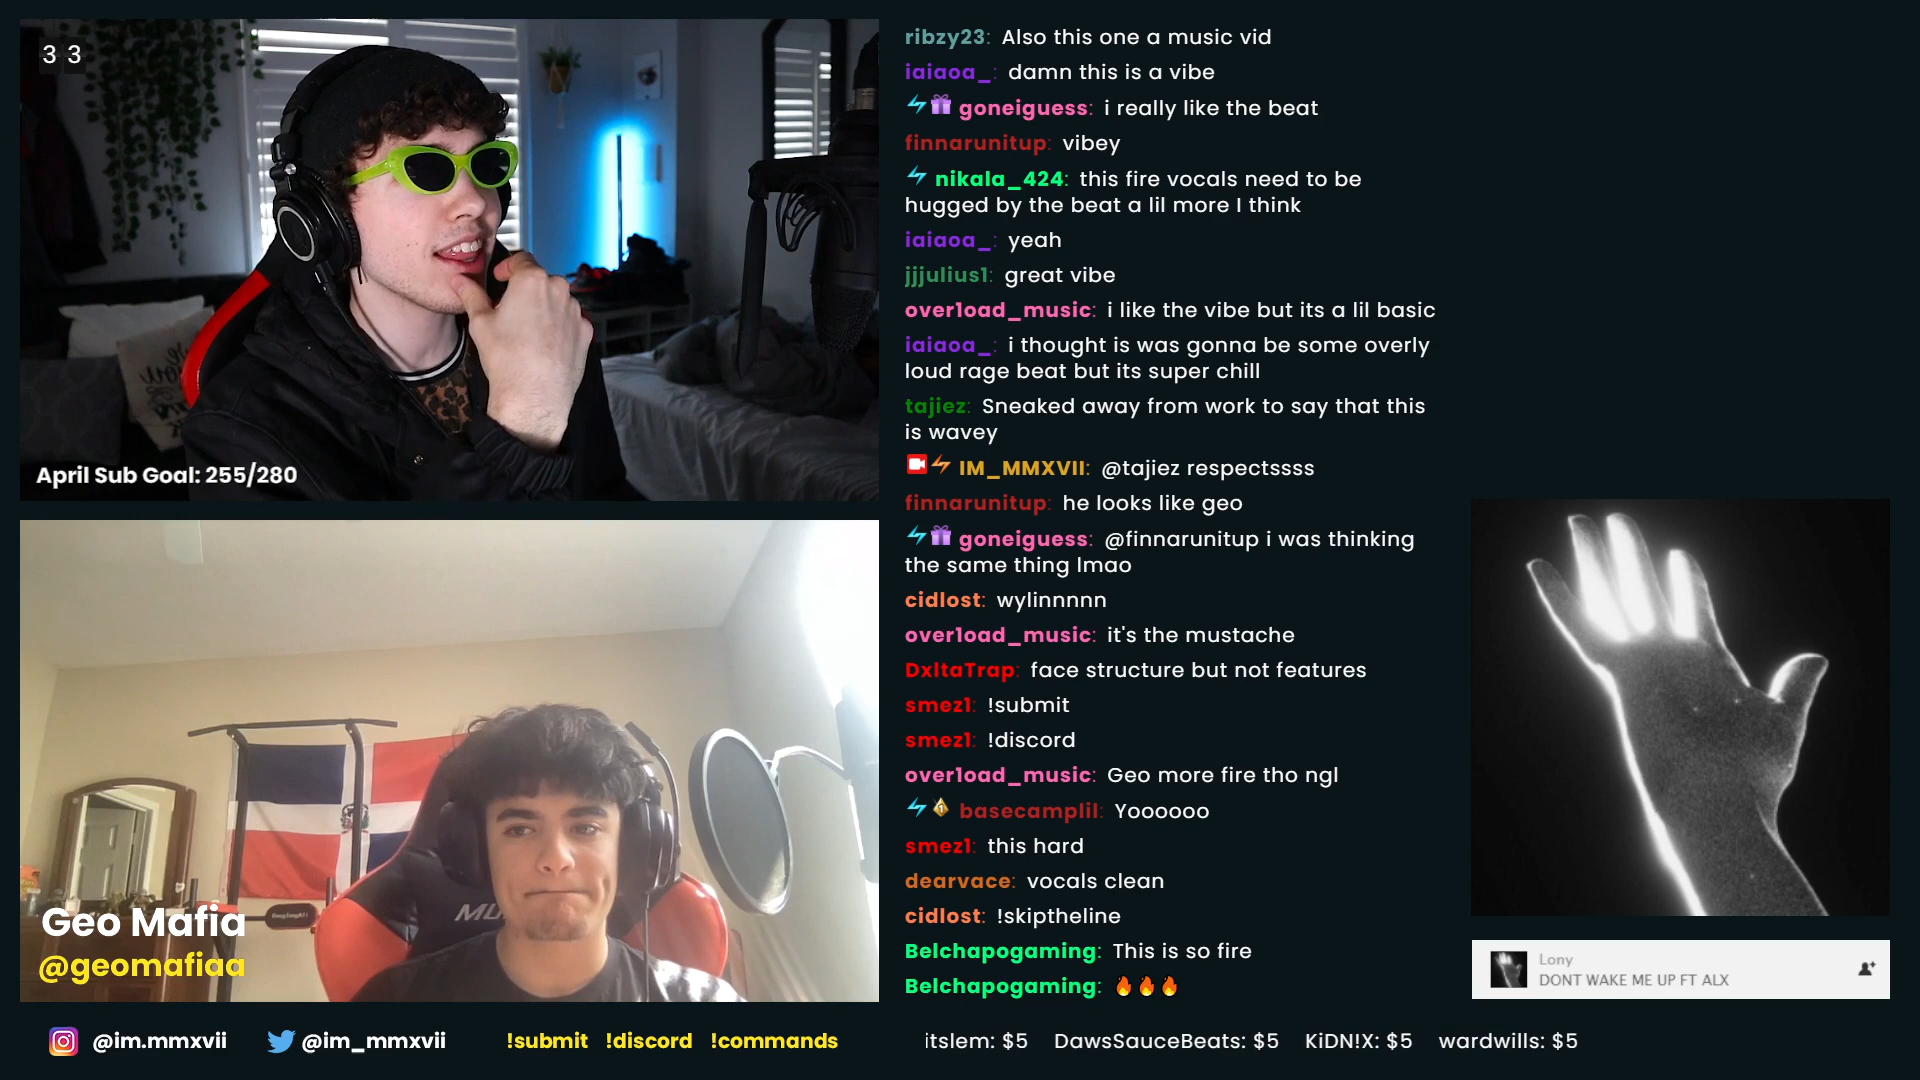 3 3
April Sub Goal: 255/280
Geo Mafia
@geomafiaa
ribzy23: Also this one a music vid
iaiaoa_: damn this is a vibe
goneiguess: i really like the beat
finnarunitup: vibey
nikala_424: this fire vocals need to be
hugged by the beat a lil more I think
iaiaoa_: yeah
jjjulius1: great vibe
over1oad_music: i like the vibe but its a lil basic
iaiaoa_: i thought is was gonna be some overly
loud rage beat but its super chill
tajiez: Sneaked away from work to say that this
is wavey
IM_MMXVII: @tajiez respectssss
finnarunitup: he looks like geo
goneiguess: @finnarunitup i was thinking
the same thing lmao
cidlost: wylinnnnn
over1oad_music: it's the mustache
DxltaTrap: face structure but not features
smez1: !submit
smez1: !discord
over1oad_music: Geo more fire tho ngl
basecamplil: Yoooooo
smez1: this hard
dearvace: vocals clean
cidlost: !skiptheline
Belchapogaming: This is so fire
Belchapogaming: 🔥🔥🔥
Lony
DONT WAKE ME UP FT ALX
@im.mmxvii @im_mmxvii !submit !discord !commands
itslem: $5 DawsSauceBeats: $5 KiDN!X: $5 wardwills: $5